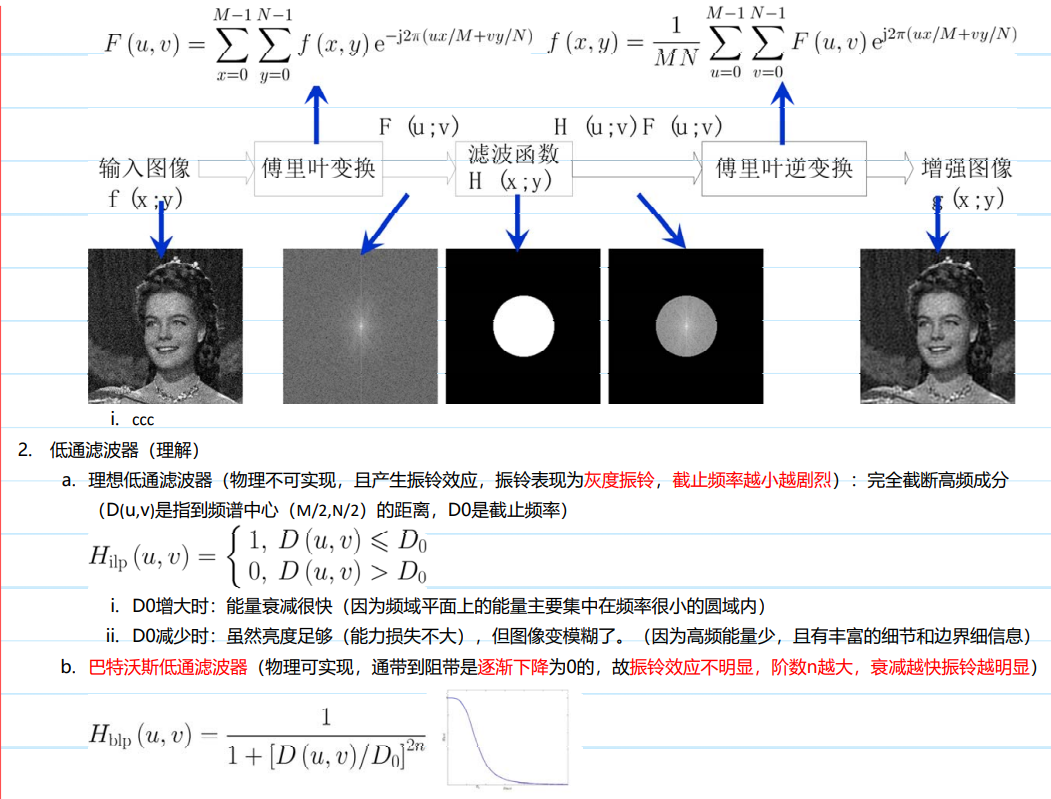 F (u, v) = ∑_{x=0}^{M−1} ∑_{y=0}^{N−1} f (x, y) e^{−j2π(ux/M+vy/N)} f (x, y) = \frac{1}{MN} ∑_{u=0}^{M−1} ∑_{v=0}^{N−1} F (u, v) e^{j2π(ux/M+vy/N)}
F (u;v) H (u;v) F (u;v)
输入图像 傅里叶变换 滤波函数 傅里叶逆变换 增强图像
f (x;y) H (x;y) g (x;y)
i. ccc
2. 低通滤波器（理解）
a. 理想低通滤波器（物理不可实现，且产生振铃效应，振铃表现为灰度振铃，截止频率越小越剧烈）：完全截断高频成分
（D(u,v)是指到频谱中心（M/2,N/2）的距离，D0是截止频率）
H_{ilp} (u, v) = { 1, D (u, v) ⩽ D_0
0, D (u, v) > D_0
i. D0增大时：能量衰减很快（因为频域平面上的能量主要集中在频率很小的圆域内）
ii. D0减少时：虽然亮度足够（能力损失不大），但图像变模糊了。（因为高频能量少，且有丰富的细节和边界细信息）
b. 巴特沃斯低通滤波器（物理可实现，通带到阻带是逐渐下降为0的，故振铃效应不明显，阶数n越大，衰减越快振铃越明显）
H_{blp} (u, v) = \frac{1}{1 + [D (u, v)/D_0]^{2n}}